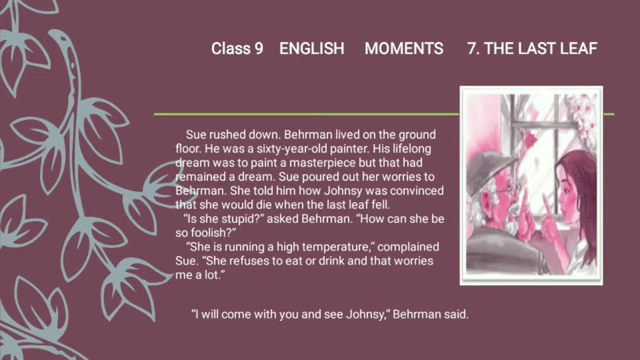 Class 9 ENGLISH MOMENTS 7. THE LAST LEAF
Sue rushed down. Behrman lived on the ground
floor. He was a sixty-year-old painter. His lifelong
dream was to paint a masterpiece but that had
remained a dream. Sue poured out her worries to
Behrman. She told him how Johnsy was convinced
that she would die when the last leaf fell.
“Is she stupid?” asked Behrman. “How can she be
so foolish?”
“She is running a high temperature,” complained
Sue. “She refuses to eat or drink and that worries
me a lot.”
“I will come with you and see Johnsy,” Behrman said.